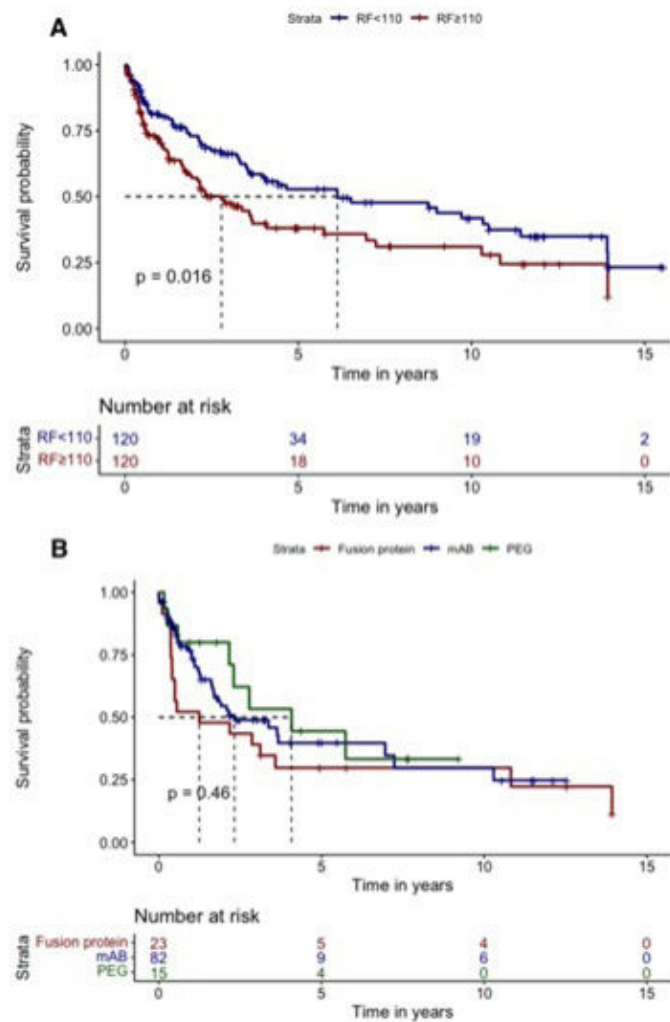 A
Strata RF<110 RF≥110
1.00
0.75
0.50
0.25
0.00
Survival probability
p = 0.016
0 5 10 15
Time in years
Number at risk
Strata
RF<110 120 34 19 2
RF≥110 120 18 10 0
0 5 10 15
Time in years
B
Strata Fusion protein mAB PEG
1.00
0.75
0.50
0.25
0.00
Survival probability
p = 0.46
0 5 10 15
Time in years
Number at risk
Strata
Fusion protein 23 5 4 0
mAB 82 9 6 0
PEG 15 4 0 0
0 5 10 15
Time in years